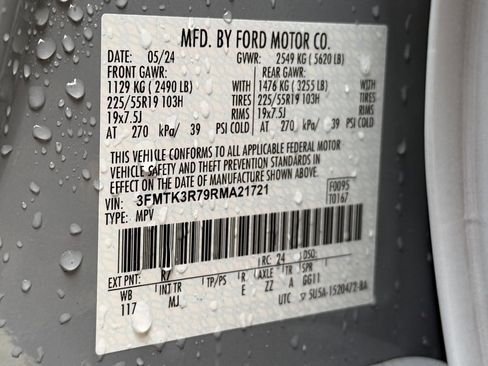 MFD. BY FORD MOTOR CO.
DATE: 05/24 GVWR: 2549 KG ( 5620 LB)
FRONT GAWR: REAR GAWR:
1129 KG ( 2490 LB) WITH 1476 KG ( 3255 LB)
225/55R19 103H TIRES 225/55R19 103H
19x7.5J RIMS 19x7.5J
AT 270 kPa/ 39 PSI COLD AT 270 kPa/ 39 PSI COLD
THIS VEHICLE CONFORMS TO ALL APPLICABLE FEDERAL MOTOR
VEHICLE SAFETY AND THEFT PREVENTION STANDARDS IN
EFFECT ON THE DATE OF MANUFACTURE SHOWN ABOVE.
VIN: 3FMTK3R79RMA21721 F0095
TYPE: MPV T0167
EXT PNT: RC: 24 DSO:
WB INJ TR TP/PS R AXLE TR SPR
117 MJ E ZZ A GG11
UTC 5U5A-1520472-BA